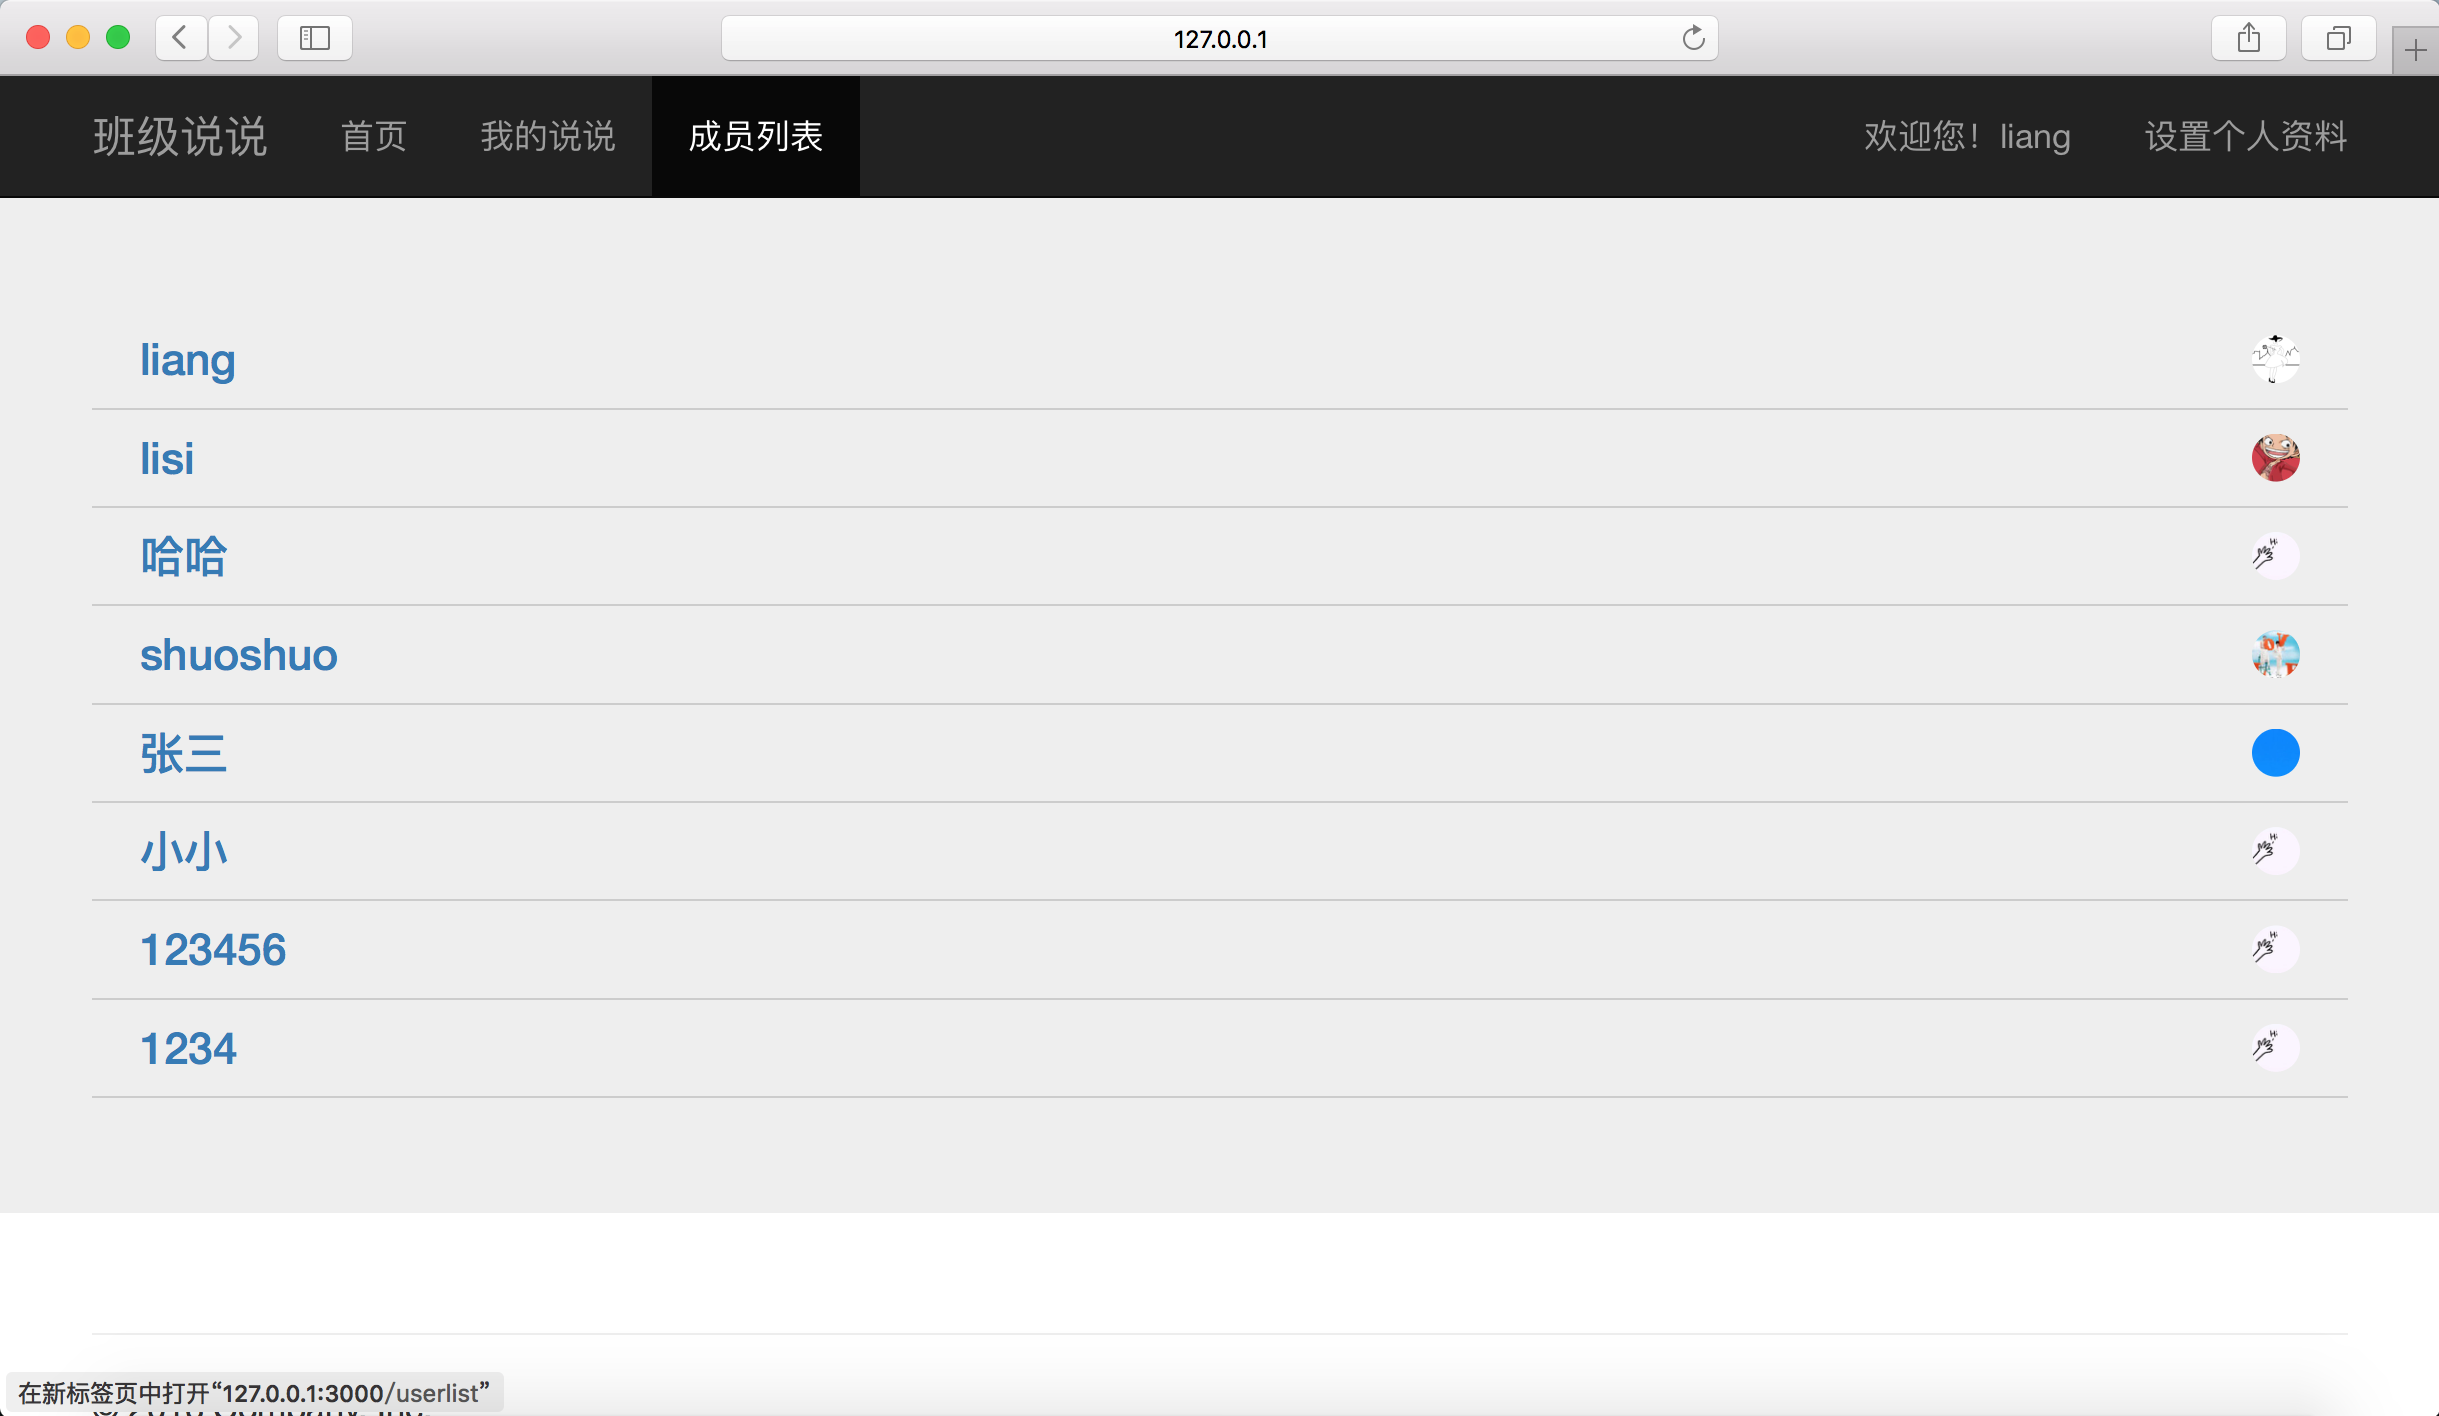 127.0.0.1
班级说说 首页 我的说说 成员列表 欢迎您！liang 设置个人资料
liang
lisi
哈哈
shuoshuo
张三
小小
123456
1234
在新标签页中打开“127.0.0.1:3000/userlist”